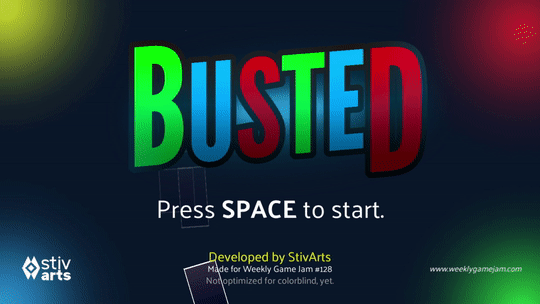 BUSTED
Press SPACE to start.
Developed by StivArts
Made for Weekly Game Jam #128
Not optimized for colorblind, yet.
stiv
arts
www.weeklygamejam.com